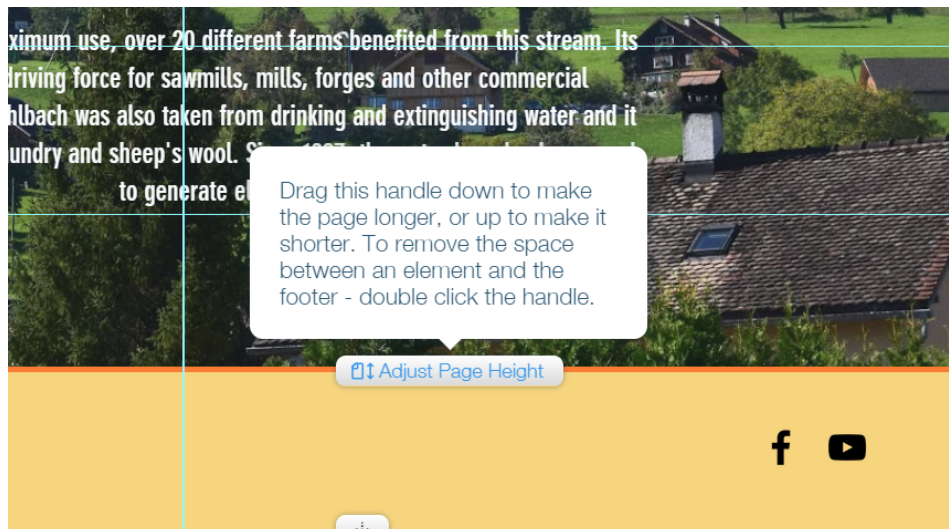 ximum use, over 20 different farms benefited from this stream. Its
driving force for sawmills, mills, forges and other commercial
hlbach was also taken from drinking and extinguishing water and it
undry and sheep's wool.
to generate
Drag this handle down to make
the page longer, or up to make it
shorter. To remove the space
between an element and the
footer - double click the handle.
Adjust Page Height